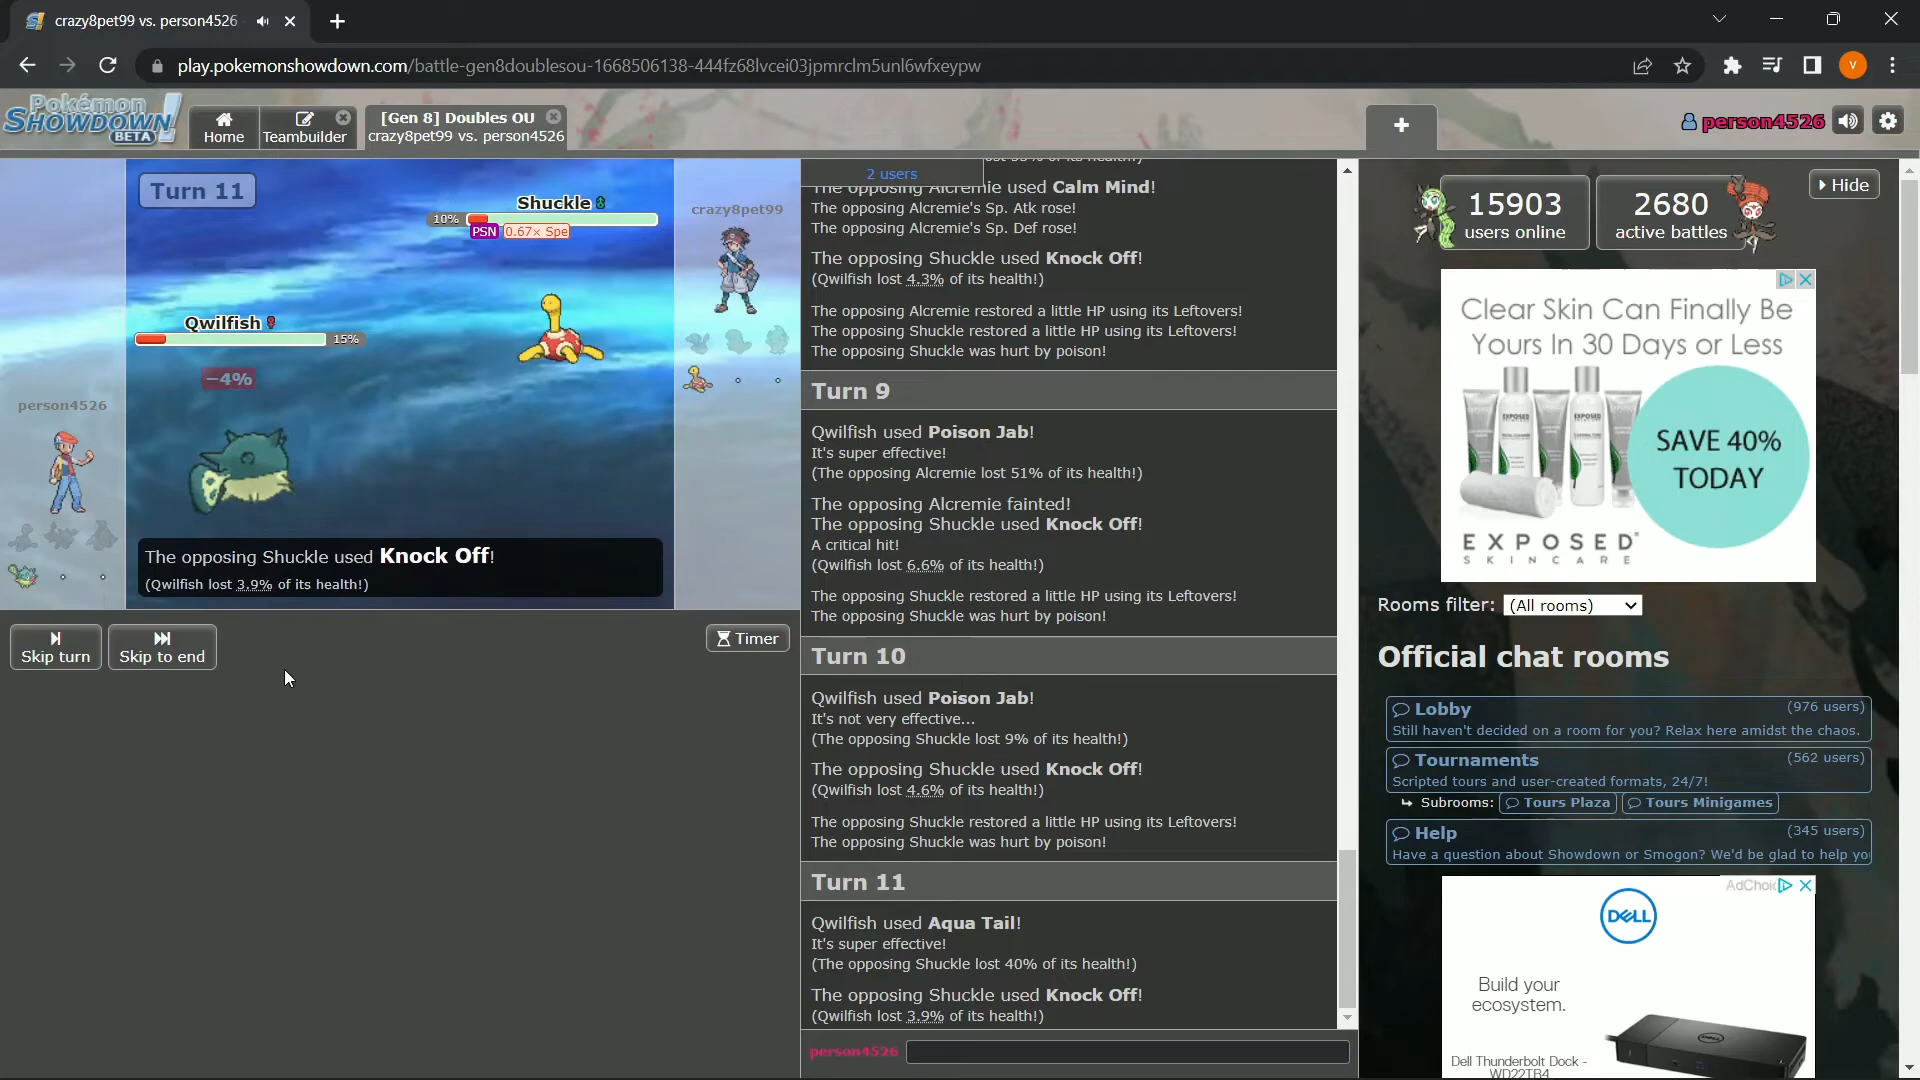 crazy8pet99 vs. person4526
play.pokemonshowdown.com/battle-gen8doublesou-1668506138-444fz68lvcei03jpmrclm5unl6wfxeypw
V
Pokémon
SHOWDOWN!
BETA
Home
Teambuilder
[Gen 8] Doubles OU
crazy8pet99 vs. person4526
+
person4526
Turn 11
Shuckle
10%
PSN
0.67× Spe
Qwilfish
15%
−4%
crazy8pet99
person4526
The opposing Shuckle used Knock Off!
(Qwilfish lost 3.9% of its health!)
Skip turn
Skip to end
Timer
2 users
The opposing Alcremie used Calm Mind!
The opposing Alcremie's Sp. Atk rose!
The opposing Alcremie's Sp. Def rose!
The opposing Shuckle used Knock Off!
(Qwilfish lost 4.3% of its health!)
The opposing Alcremie restored a little HP using its Leftovers!
The opposing Shuckle restored a little HP using its Leftovers!
The opposing Shuckle was hurt by poison!
Turn 9
Qwilfish used Poison Jab!
It's super effective!
(The opposing Alcremie lost 51% of its health!)
The opposing Alcremie fainted!
The opposing Shuckle used Knock Off!
A critical hit!
(Qwilfish lost 6.6% of its health!)
The opposing Shuckle restored a little HP using its Leftovers!
The opposing Shuckle was hurt by poison!
Turn 10
Qwilfish used Poison Jab!
It's not very effective...
(The opposing Shuckle lost 9% of its health!)
The opposing Shuckle used Knock Off!
(Qwilfish lost 4.6% of its health!)
The opposing Shuckle restored a little HP using its Leftovers!
The opposing Shuckle was hurt by poison!
Turn 11
Qwilfish used Aqua Tail!
It's super effective!
(The opposing Shuckle lost 40% of its health!)
The opposing Shuckle used Knock Off!
(Qwilfish lost 3.9% of its health!)
person4526
15903
users online
2680
active battles
Hide
Clear Skin Can Finally Be
Yours In 30 Days or Less
SAVE 40%
TODAY
EXPOSED
SKINCARE
Rooms filter: (All rooms)
Official chat rooms
Lobby (976 users)
Still haven't decided on a room for you? Relax here amidst the chaos.
Tournaments (562 users)
Scripted tours and user-created formats, 24/7!
Subrooms: Tours Plaza Tours Minigames
Help (345 users)
Have a question about Showdown or Smogon? We'd be glad to help yo
AdChoic
DELL
Build your
ecosystem.
Dell Thunderbolt Dock -
WD22TB4